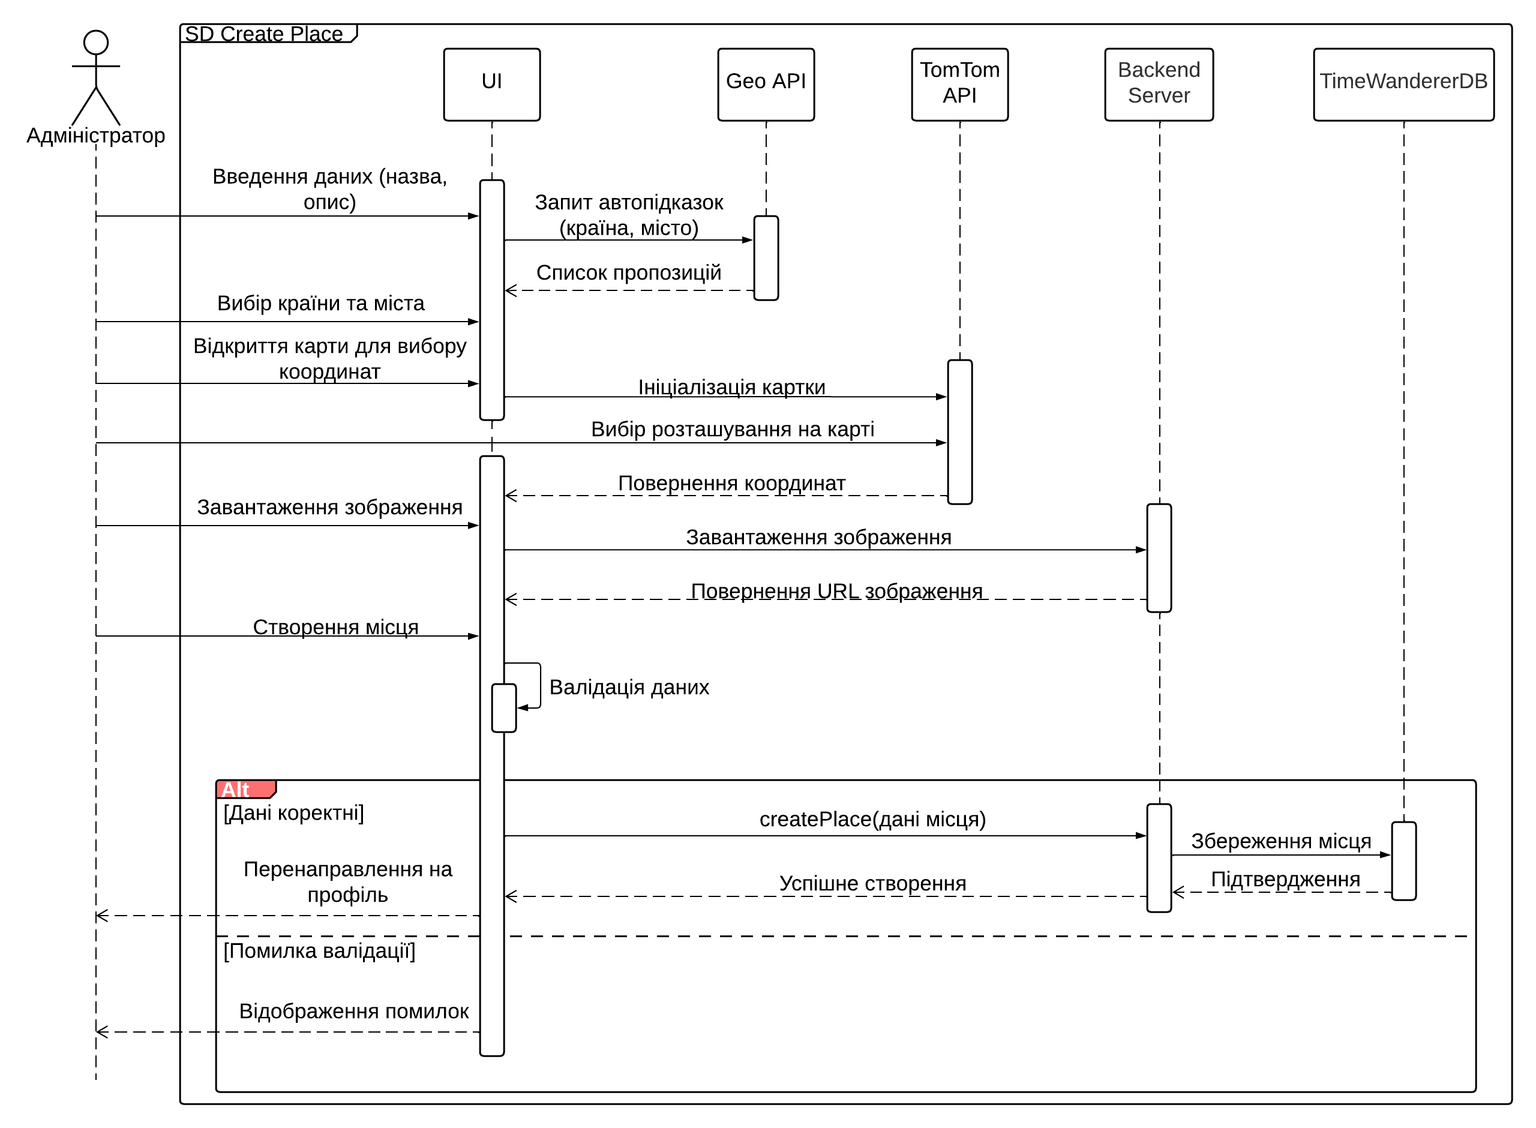 SD Create Place
UI
Geo API
TomTom
API
Backend
Server
TimeWandererDB
Адміністратор
Введення даних (назва,
опис)
Запит автопідказок
(країна, місто)
Список пропозицій
Вибір країни та міста
Відкриття карти для вибору
координат
Ініціалізація картки
Вибір розташування на карті
Повернення координат
Завантаження зображення
Завантаження зображення
Повернення URL зображення
Створення місця
Валідація даних
Alt
[Дані коректні]
createPlace(дані місця)
Збереження місця
Перенаправлення на
профіль
Успішне створення
Підтвердження
[Помилка валідації]
Відображення помилок